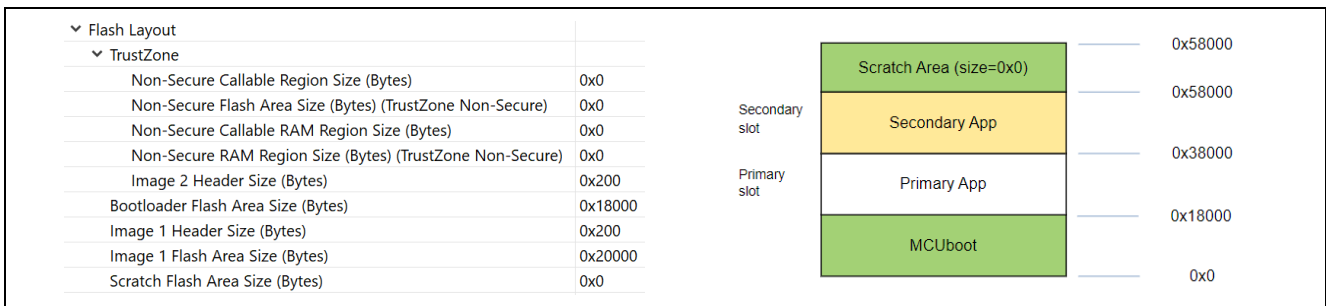 Flash Layout
TrustZone
Non-Secure Callable Region Size (Bytes) 0x0
Non-Secure Flash Area Size (Bytes) (TrustZone Non-Secure) 0x0
Non-Secure Callable RAM Region Size (Bytes) 0x0
Non-Secure RAM Region Size (Bytes) (TrustZone Non-Secure) 0x0
Image 2 Header Size (Bytes) 0x200
Bootloader Flash Area Size (Bytes) 0x18000
Image 1 Header Size (Bytes) 0x200
Image 1 Flash Area Size (Bytes) 0x20000
Scratch Flash Area Size (Bytes) 0x0
0x58000
Scratch Area (size=0x0)
0x58000
Secondary
slot
Secondary App
0x38000
Primary
slot
Primary App
0x18000
MCUboot
0x0